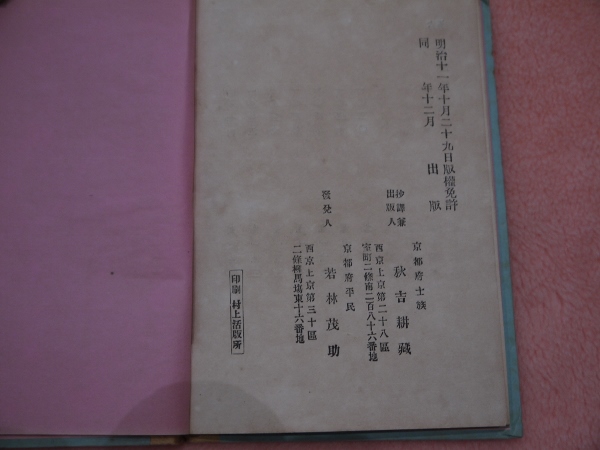 明治十一年十月二十九日版權免許
同 年十二月 出版
抄譯兼
出版人
京都府士族
秋吉耕藏
西京上京第二十八區
室町二條南二百八十六番地
發兌人
京都府平民
若林茂助
西京上京第三十區
二條柳馬場東十六番地
印刷 村上活版所